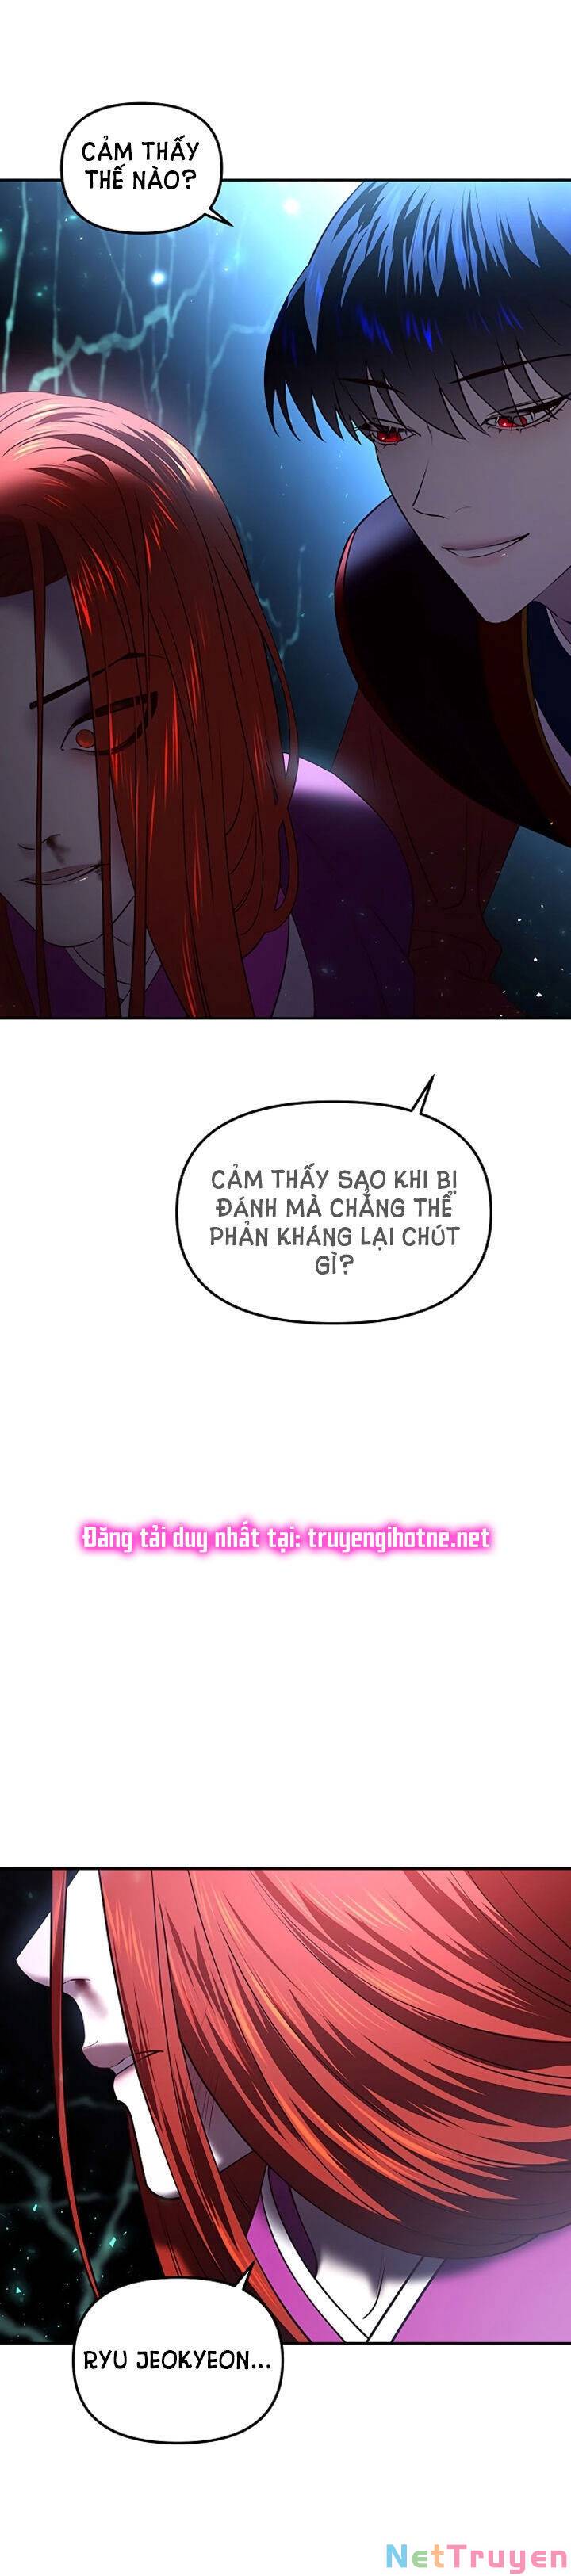 CẢM THẤY
THẾ NÀO?
CẢM THẤY SAO KHI BỊ
ĐÁNH MÀ CHẲNG THỂ
PHẢN KHÁNG LẠI CHÚT
GÌ?
Đăng tải duy nhất tại: truyengihotne.net
RYU JEOKYEON...
NetTruyen